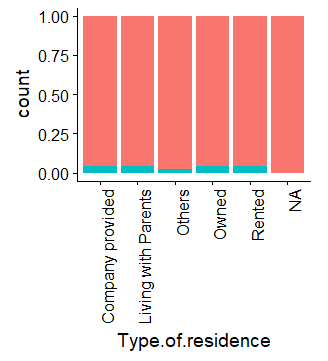 1.00
0.75
0.50
0.25
0.00
count
Company provided
Living with Parents
Others
Owned
Rented
NA
Type.of.residence